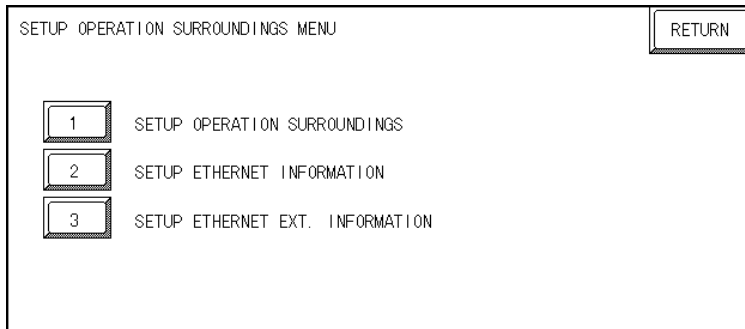 SETUP OPERATION SURROUNDINGS MENU
RETURN
1 SETUP OPERATION SURROUNDINGS
2 SETUP ETHERNET INFORMATION
3 SETUP ETHERNET EXT. INFORMATION